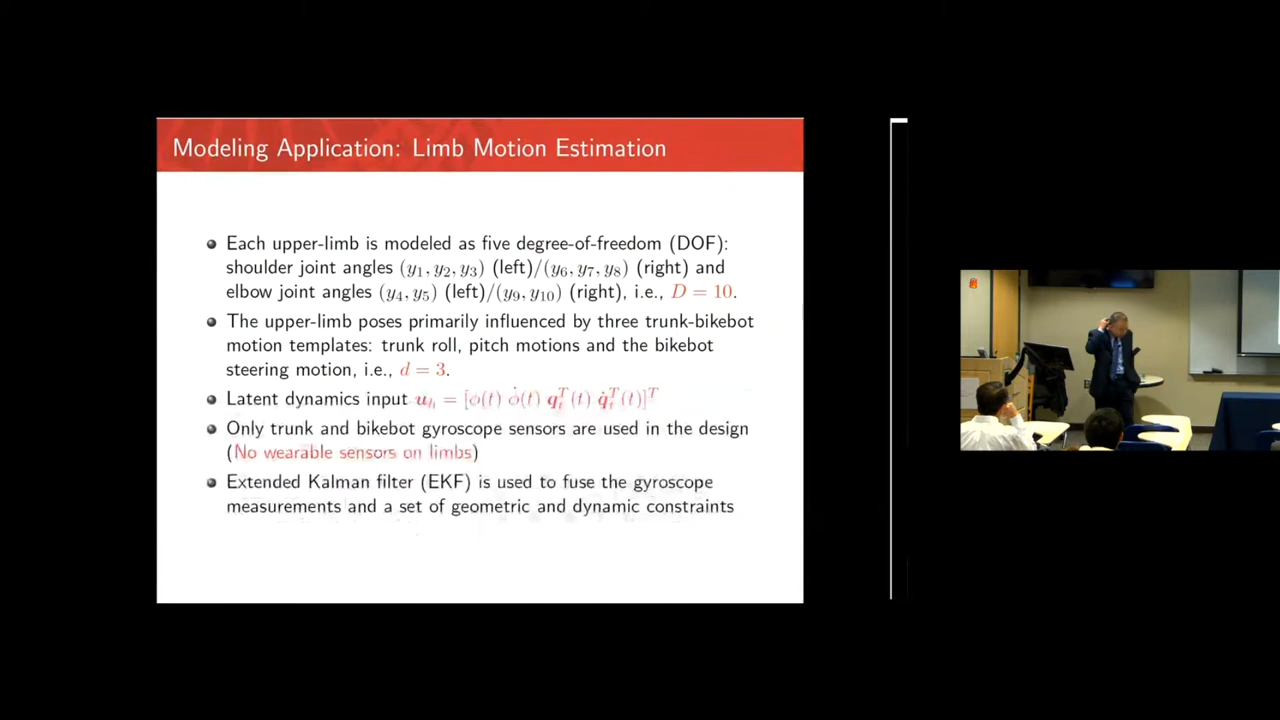 Modeling Application: Limb Motion Estimation
Each upper-limb is modeled as five degree-of-freedom (DOF):
shoulder joint angles (y₁, y₂, y₃) (left)/(y₆, y₇, y₈) (right) and
elbow joint angles (y₄, y₅) (left)/(y₉, y₁₀) (right), i.e., D = 10.
The upper-limb poses primarily influenced by three trunk-bikebot
motion templates: trunk roll, pitch motions and the bikebot
steering motion, i.e., d = 3.
Latent dynamics input u_h = [φ(t) φ̇(t) q_t^T(t) q̇_t^T(t)]^T
Only trunk and bikebot gyroscope sensors are used in the design
(No wearable sensors on limbs)
Extended Kalman filter (EKF) is used to fuse the gyroscope
measurements and a set of geometric and dynamic constraints